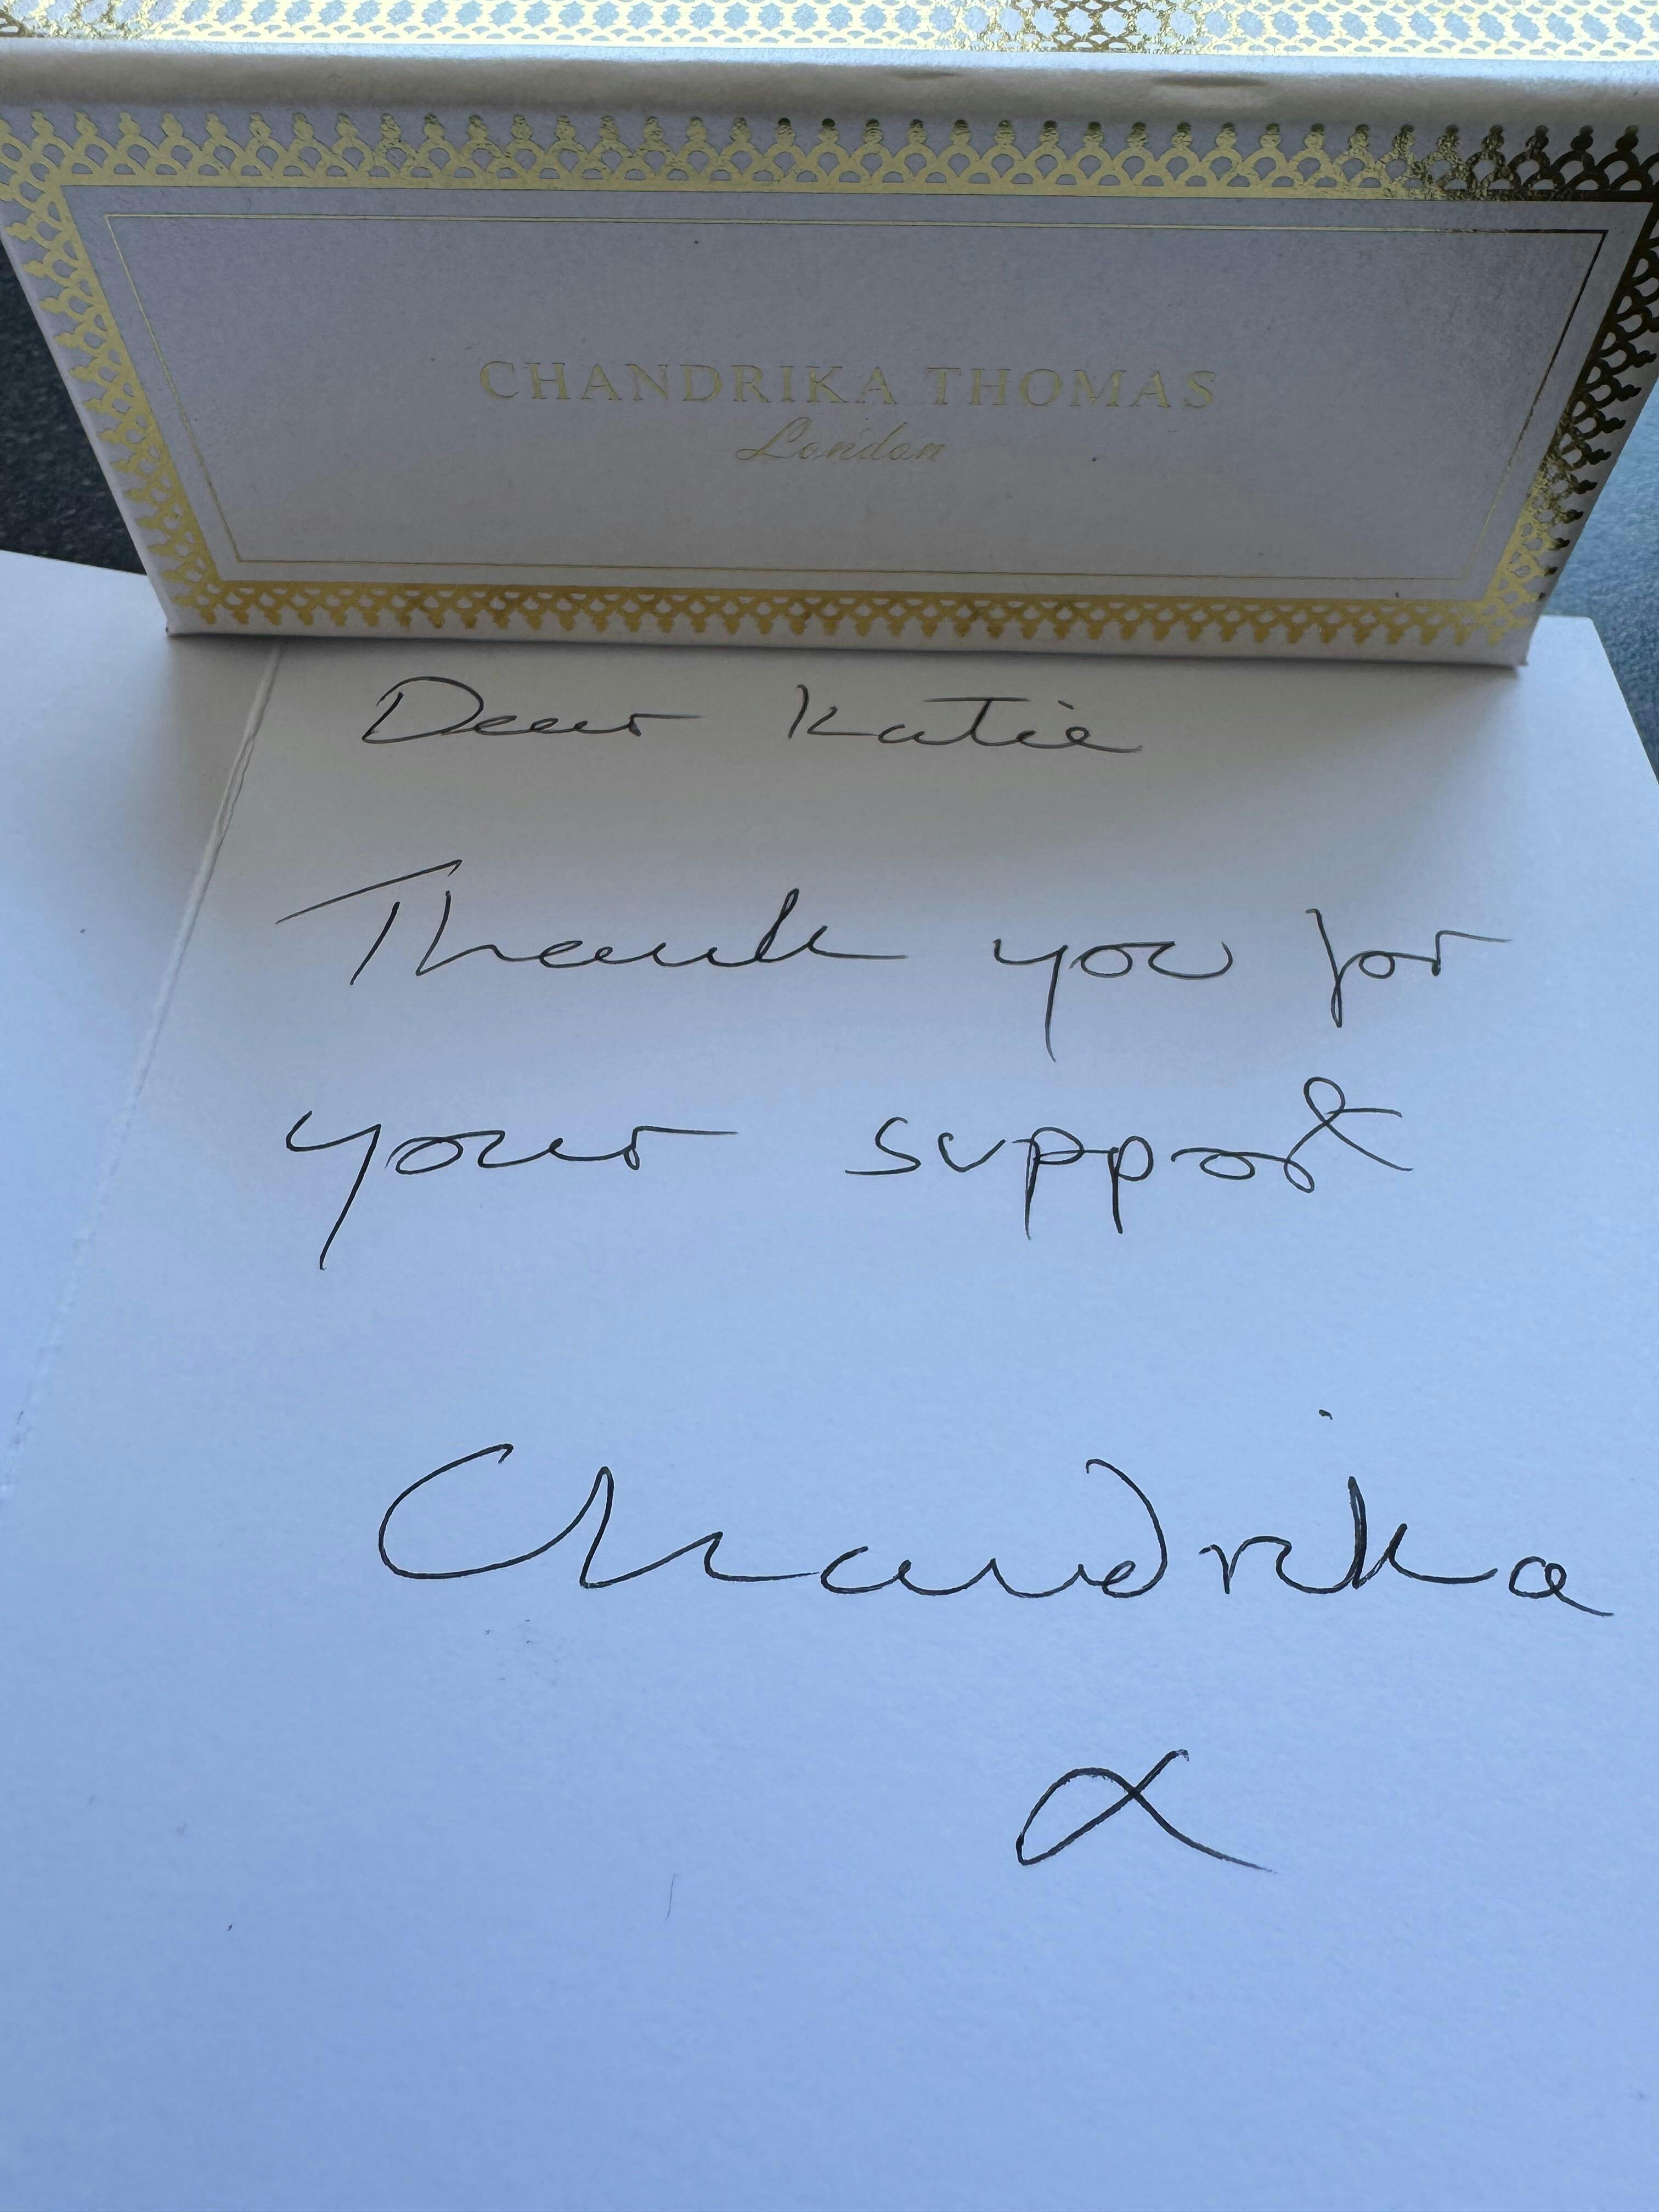 CHANDRIKA THOMAS
London
Dear Katie
Thank you for
your support
Chandrika
x